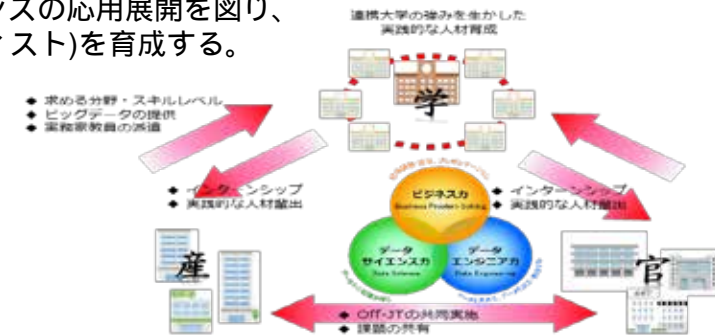 ンスの応用展開を図り、
ィスト)を育成する。
連携大学の強みを生かした
実践的な人材育成
学
◆ 求める分野・スキルレベル
◆ ビッグデータの提供
◆ 実務家教員の派遣
◆ インターンシップ
◆ 実践的な人材輩出
ビジネス力
Business Problem Solving
◆ インターンシップ
◆ 実践的な人材輩出
データ
サイエンス力
Data Science
データ
エンジニア力
Data Engineering
産
官
◆ Off-JTの共同実施
◆ 課題の共有